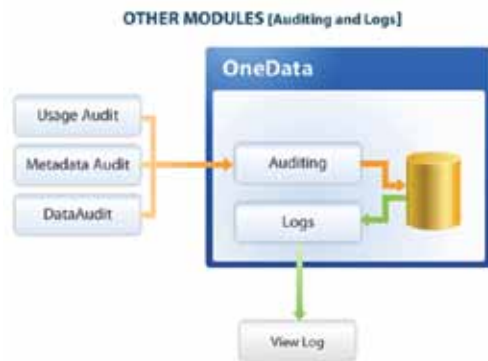 OTHER MODULES [Auditing and Logs]
OneData
Usage Audit
Metadata Audit
DataAudit
Auditing
Logs
View Log